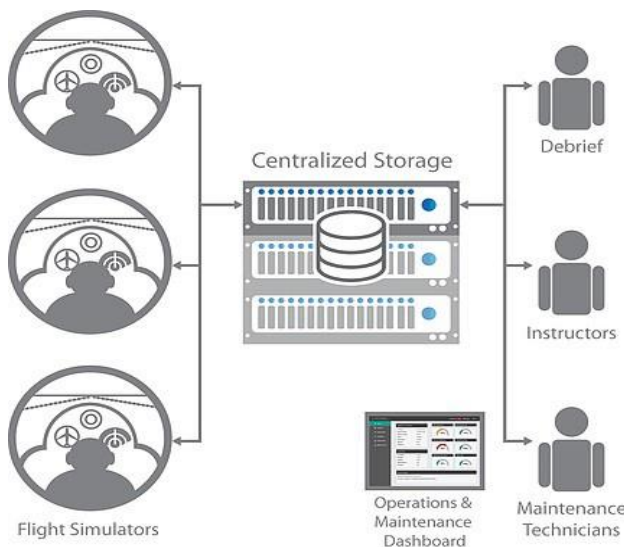 Centralized Storage
Debrief
Instructors
Flight Simulators
Operations &
Maintenance
Dashboard
Maintenance
Technicians